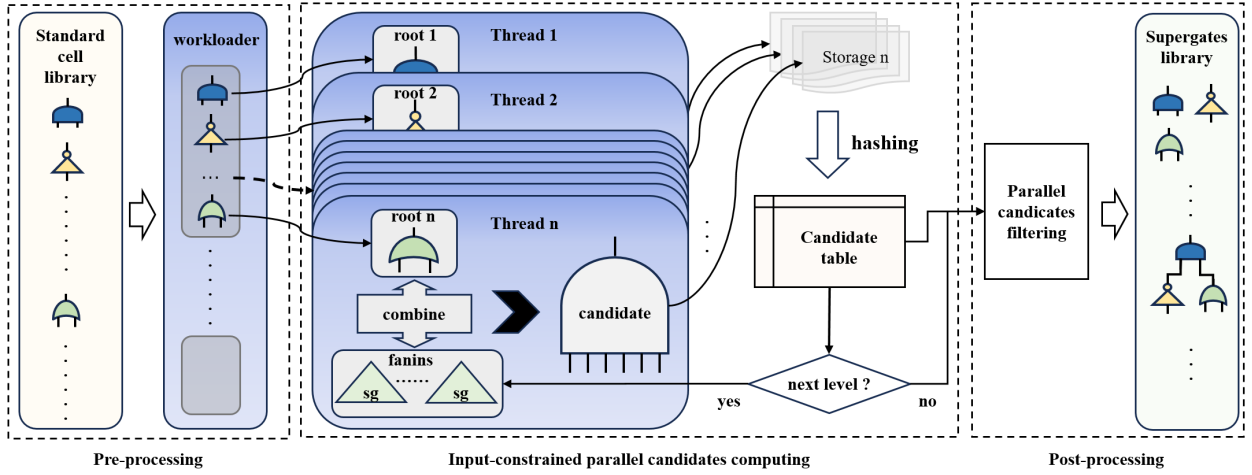 Standard
cell
library
workloader
...
root 1
Thread 1
root 2
Thread 2
root n
Thread n
combine
candidate
fanins
......
sg
sg
Storage n
hashing
Candidate
table
next level ?
yes
no
Parallel
candicates
filtering
Supergates
library
Pre-processing
Input-constrained parallel candidates computing
Post-processing